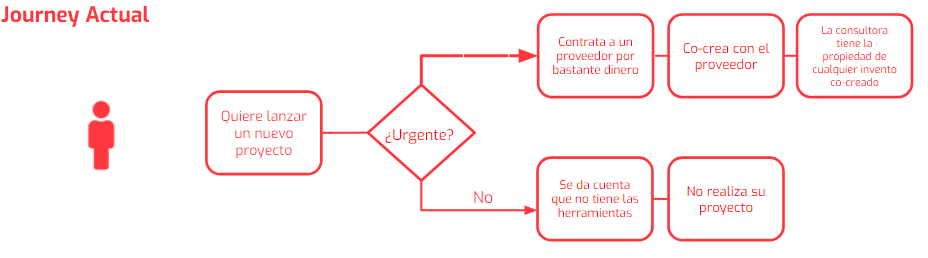 Journey Actual
Quiere lanzar
un nuevo
proyecto
¿Urgente?
Contrata a un
proveedor por
bastante dinero
Co-crea con el
proveedor
La consultora
tiene la
propiedad de
cualquier invento
co-creado
No
Se da cuenta
que no tiene las
herramientas
No realiza su
proyecto